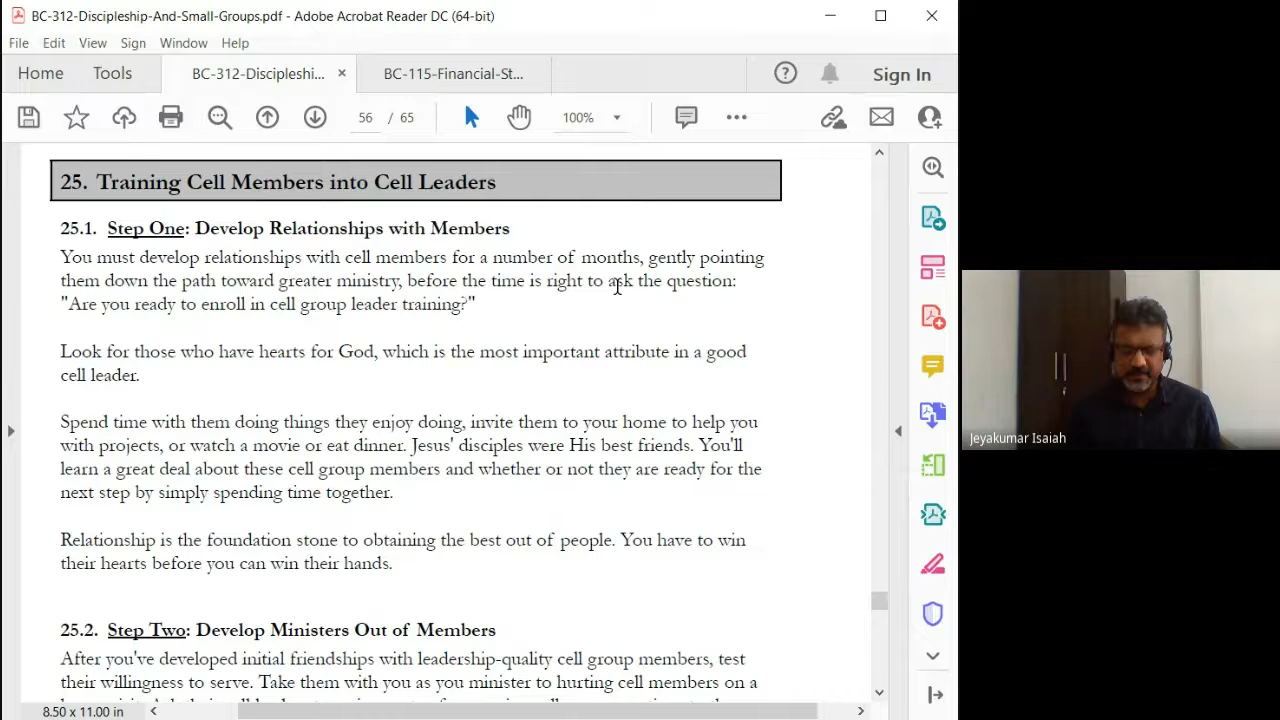 BC-312-Discipleship-And-Small-Groups.pdf - Adobe Acrobat Reader DC (64-bit)
File Edit View Sign Window Help
Home Tools BC-312-Discipleshi... × BC-115-Financial-St... Sign In
56 / 65 100%
25. Training Cell Members into Cell Leaders
25.1. Step One: Develop Relationships with Members
You must develop relationships with cell members for a number of months, gently pointing
them down the path toward greater ministry, before the time is right to ask the question:
"Are you ready to enroll in cell group leader training?"
Look for those who have hearts for God, which is the most important attribute in a good
cell leader.
Spend time with them doing things they enjoy doing, invite them to your home to help you
with projects, or watch a movie or eat dinner. Jesus' disciples were His best friends. You'll
learn a great deal about these cell group members and whether or not they are ready for the
next step by simply spending time together.
Relationship is the foundation stone to obtaining the best out of people. You have to win
their hearts before you can win their hands.
25.2. Step Two: Develop Ministers Out of Members
After you've developed initial friendships with leadership-quality cell group members, test
their willingness to serve. Take them with you as you minister to hurting cell members on a
8.50 x 11.00 in
Jeyakumar Isaiah